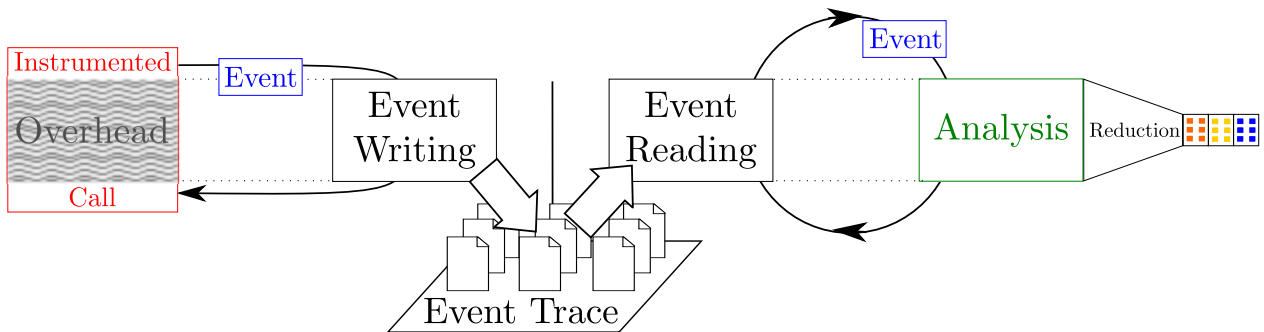 Instrumented
Overhead
Call
Event
Event
Writing
Event
Reading
Event
Analysis
Reduction
Event Trace